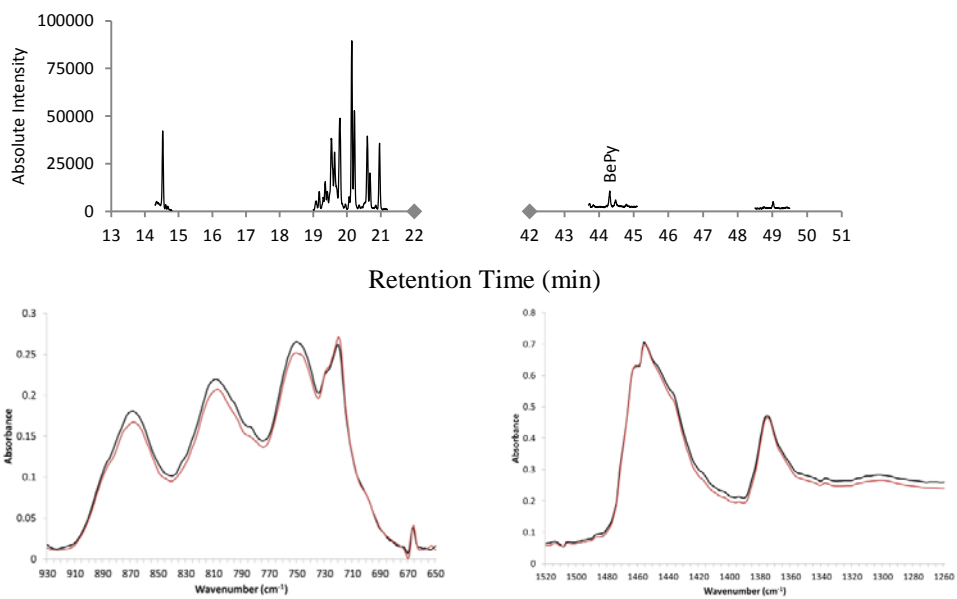 100000
75000
50000
25000
0
Absolute Intensity
13 14 15 16 17 18 19 20 21 22
BePy
42 43 44 45 46 47 48 49 50 51
Retention Time (min)
0.3
0.25
0.2
0.15
0.1
0.05
0
Absorbance
930 910 890 870 850 830 810 790 770 750 730 710 690 670 650
Wavenumber (cm⁻¹)
0.8
0.7
0.6
0.5
0.4
0.3
0.2
0.1
0
Absorbance
1520 1500 1480 1460 1440 1420 1400 1380 1360 1340 1320 1300 1280 1260
Wavenumber (cm⁻¹)